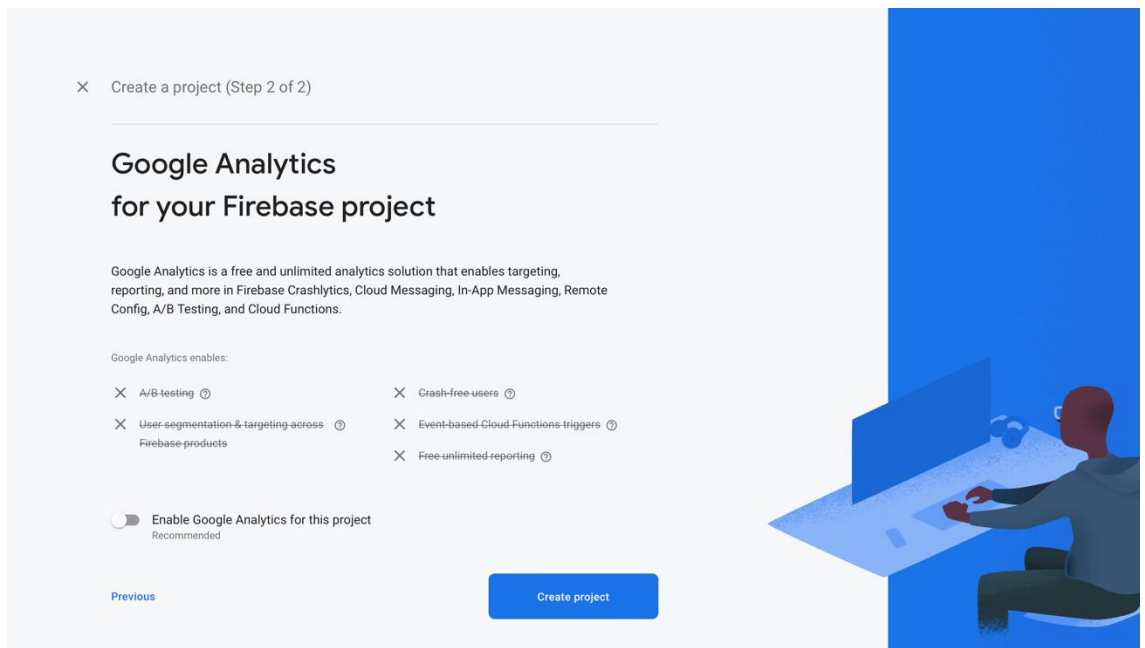 Create a project (Step 2 of 2)
Google Analytics
for your Firebase project
Google Analytics is a free and unlimited analytics solution that enables targeting,
reporting, and more in Firebase Crashlytics, Cloud Messaging, In-App Messaging, Remote
Config, A/B Testing, and Cloud Functions.
Google Analytics enables:
A/B testing
User segmentation & targeting across
Firebase products
Crash-free users
Event-based Cloud Functions triggers
Free unlimited reporting
Enable Google Analytics for this project
Recommended
Previous
Create project